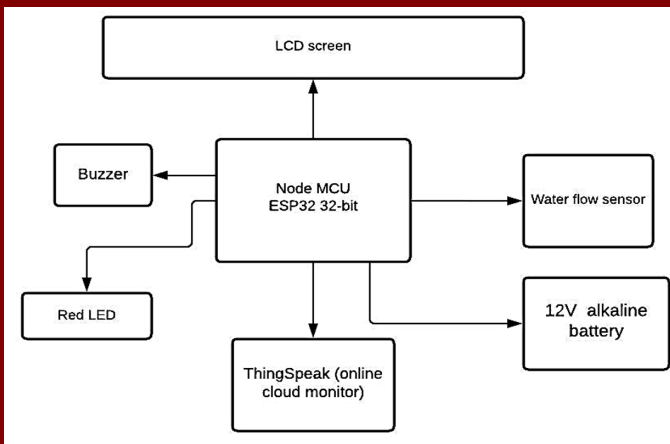 LCD screen
Buzzer
Node MCU
ESP32 32-bit
Water flow sensor
Red LED
12V alkaline
battery
ThingSpeak (online
cloud monitor)